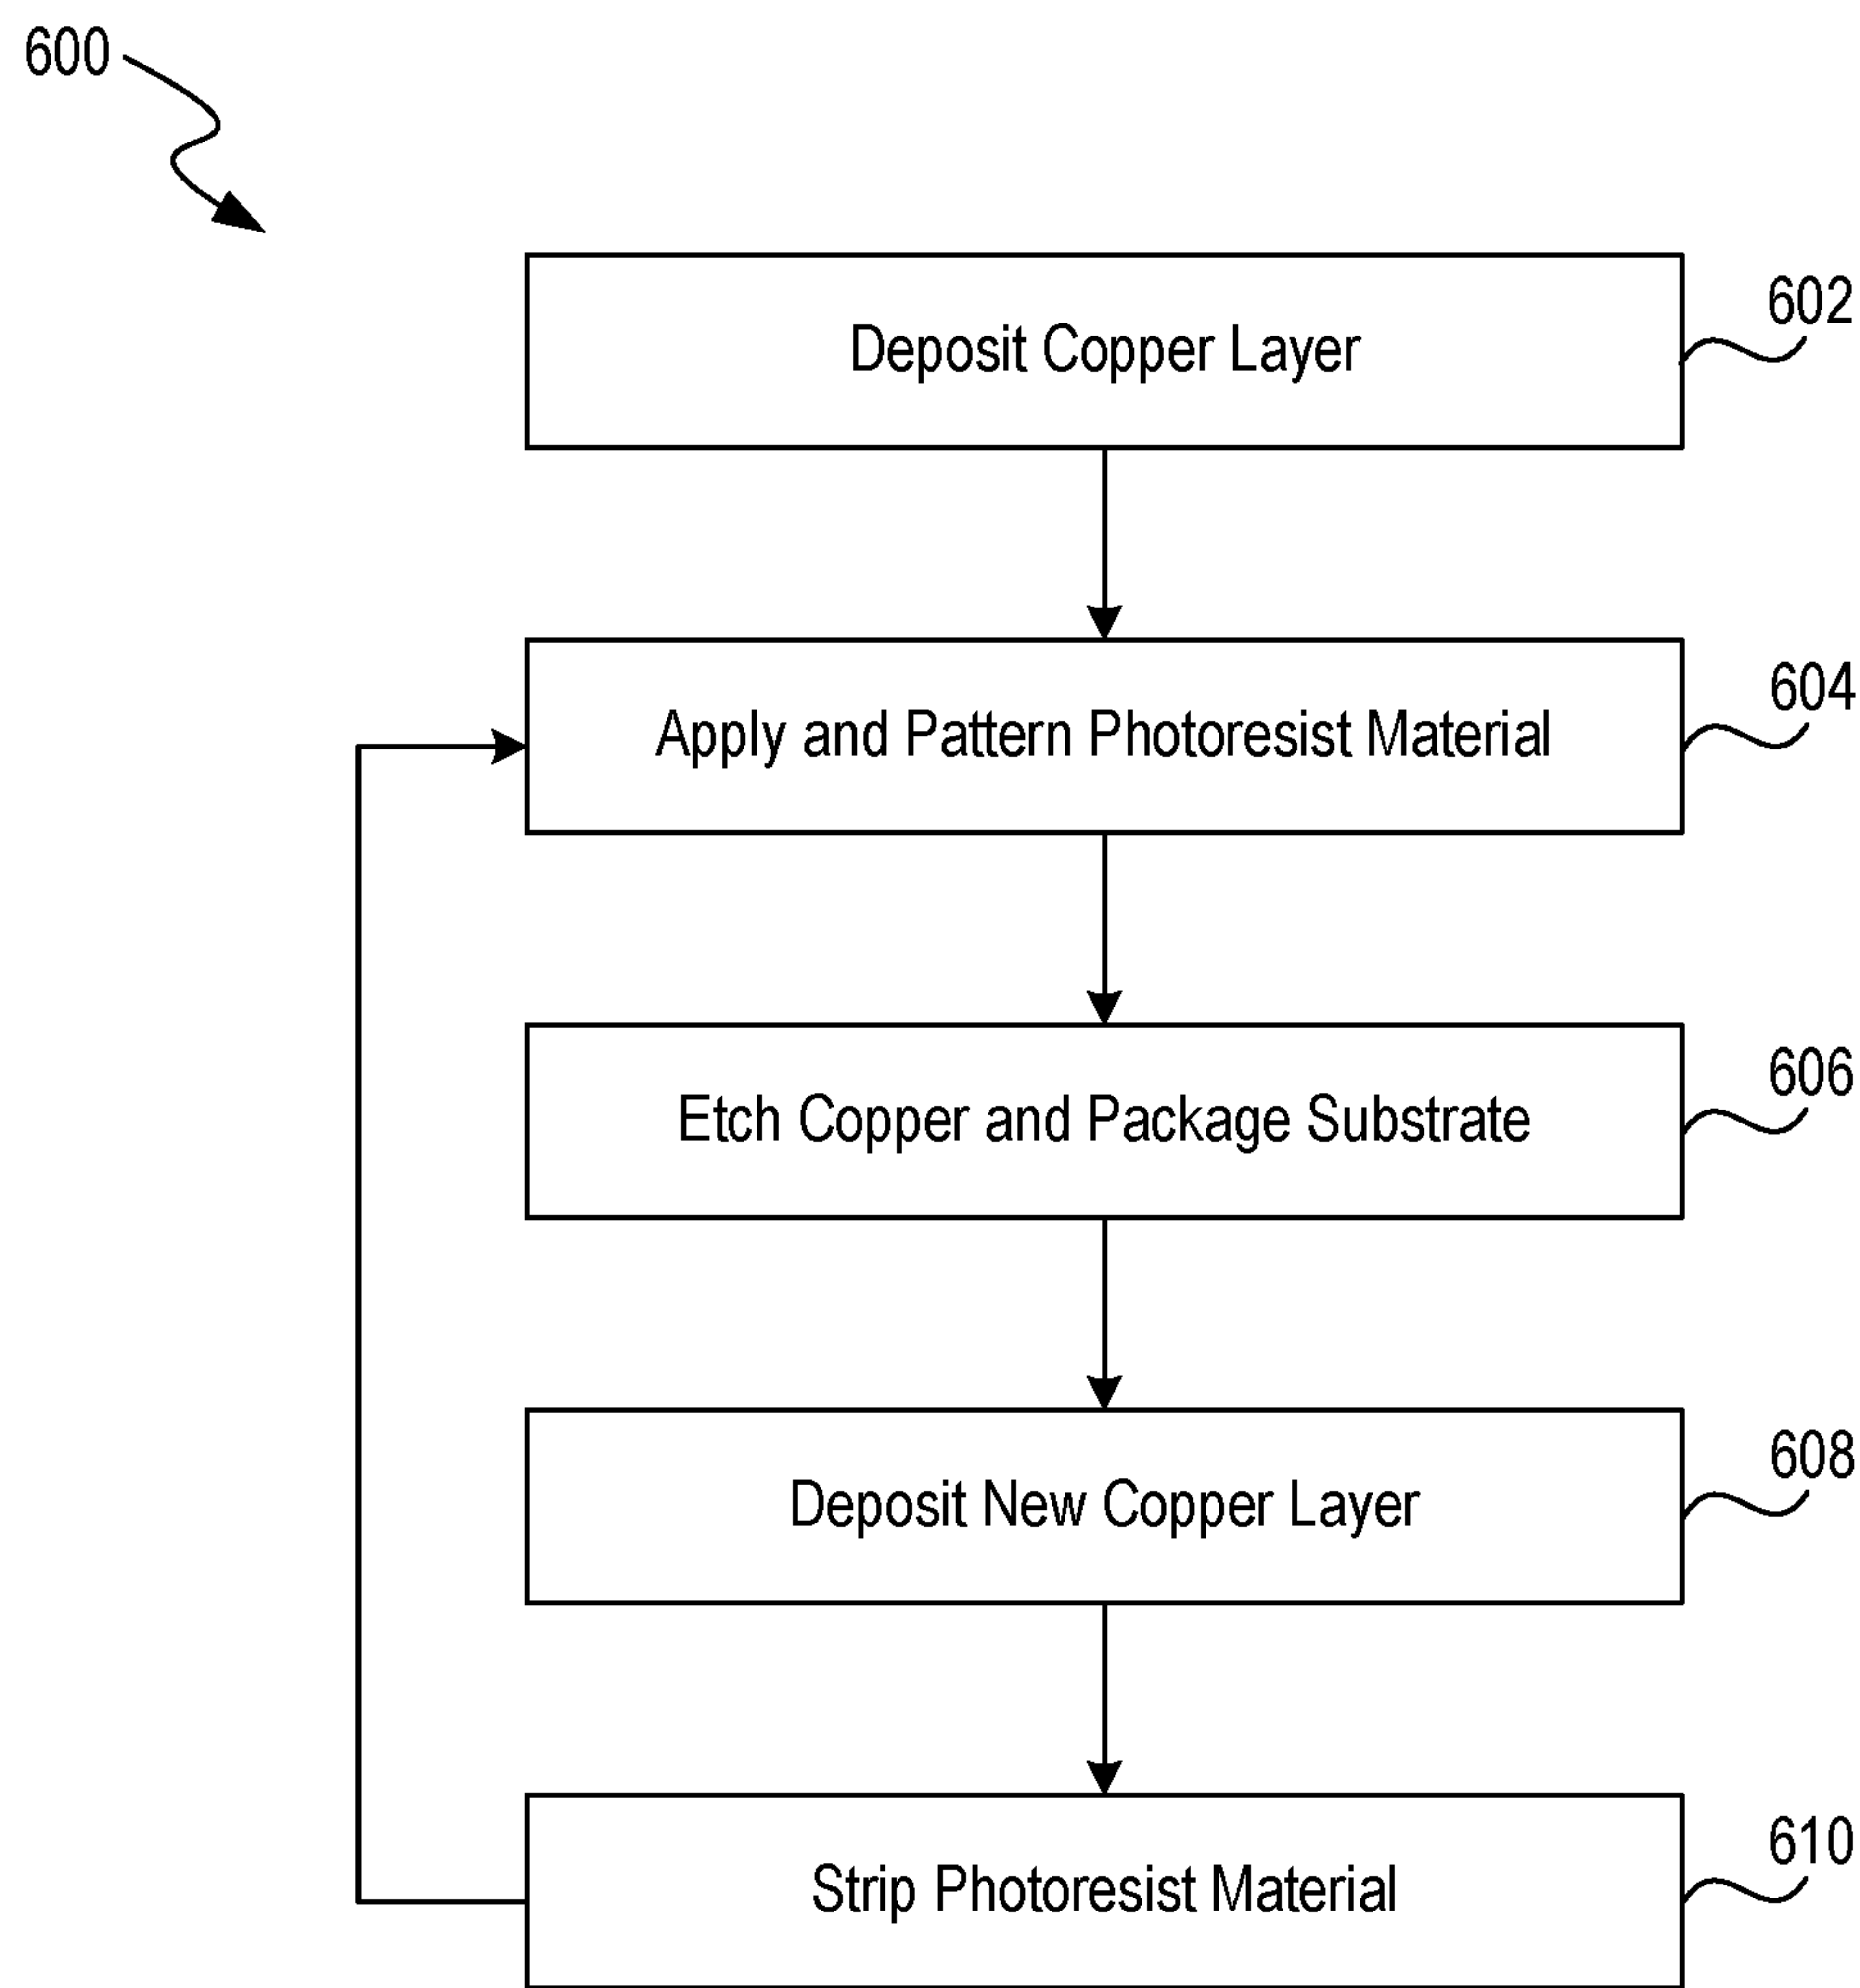 600
Deposit Copper Layer
602
Apply and Pattern Photoresist Material
604
Etch Copper and Package Substrate
606
Deposit New Copper Layer
608
Strip Photoresist Material
610